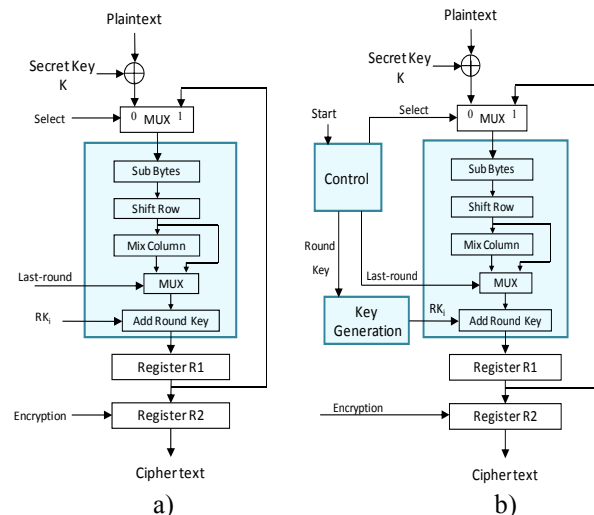 Plaintext
Secret Key
K
0
MUX
1
Select
Sub Bytes
Shift Row
Mix Column
Last-round
MUX
RKi
Add Round Key
Register R1
Encryption
Register R2
Cipher text
a)
Plaintext
Secret Key
K
Start
0
MUX
1
Select
Control
Sub Bytes
Shift Row
Round
Key
Mix Column
Last-round
MUX
Key
Generation
RKi
Add Round Key
Register R1
Encryption
Register R2
Cipher text
b)